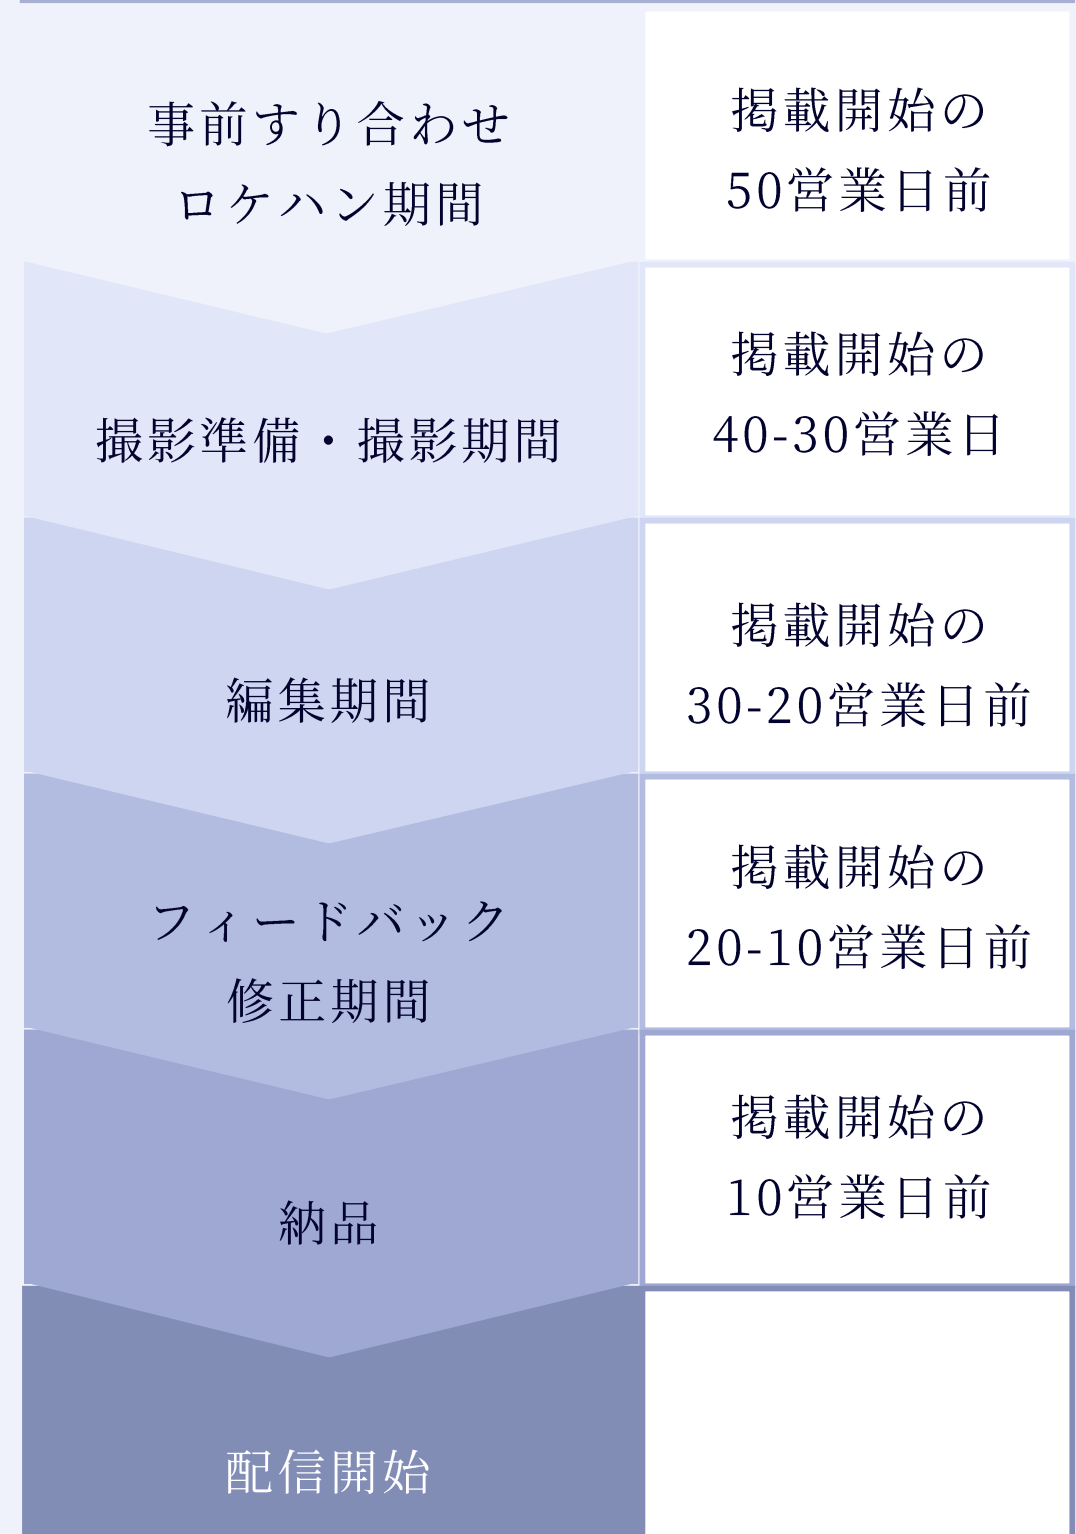 事前すり合わせ
ロケハン期間
掲載開始の
50営業日前
撮影準備・撮影期間
掲載開始の
40-30営業日
編集期間
掲載開始の
30-20営業日前
フィードバック
修正期間
掲載開始の
20-10営業日前
納品
掲載開始の
10営業日前
配信開始